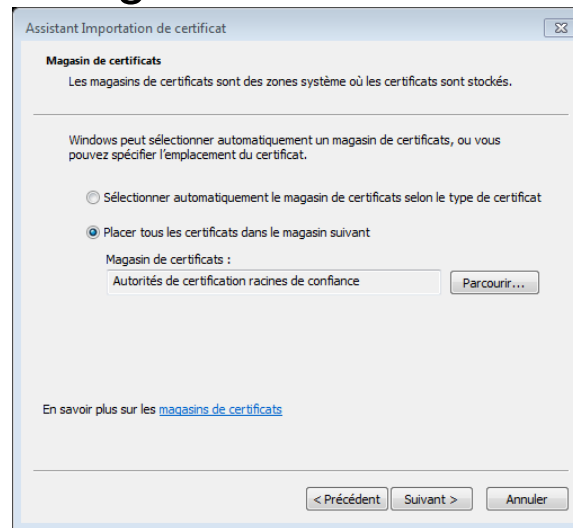 Assistant Importation de certificat
Magasin de certificats
Les magasins de certificats sont des zones système où les certificats sont stockés.
Windows peut sélectionner automatiquement un magasin de certificats, ou vous
pouvez spécifier l'emplacement du certificat.
Sélectionner automatiquement le magasin de certificats selon le type de certificat
Placer tous les certificats dans le magasin suivant
Magasin de certificats :
Autorités de certification racines de confiance
Parcourir...
En savoir plus sur les magasins de certificats
< Précédent
Suivant >
Annuler